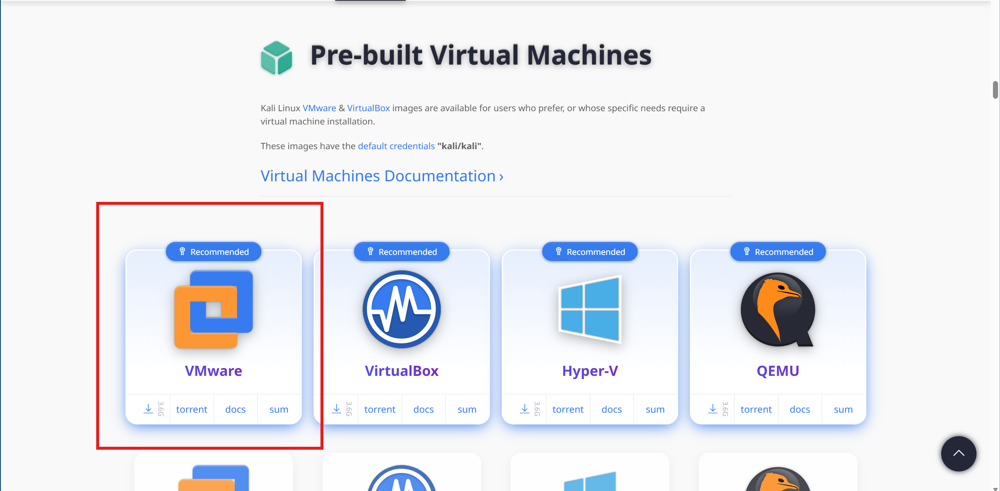 Pre-built Virtual Machines
Kali Linux VMware & VirtualBox images are available for users who prefer, or whose specific needs require a
virtual machine installation.
These images have the default credentials "kali/kali".
Virtual Machines Documentation ›
Recommended
VMware
3.6G
torrent
docs
sum
Recommended
VirtualBox
3.6G
torrent
docs
sum
Recommended
Hyper-V
3.6G
torrent
docs
sum
Recommended
QEMU
3.6G
torrent
docs
sum